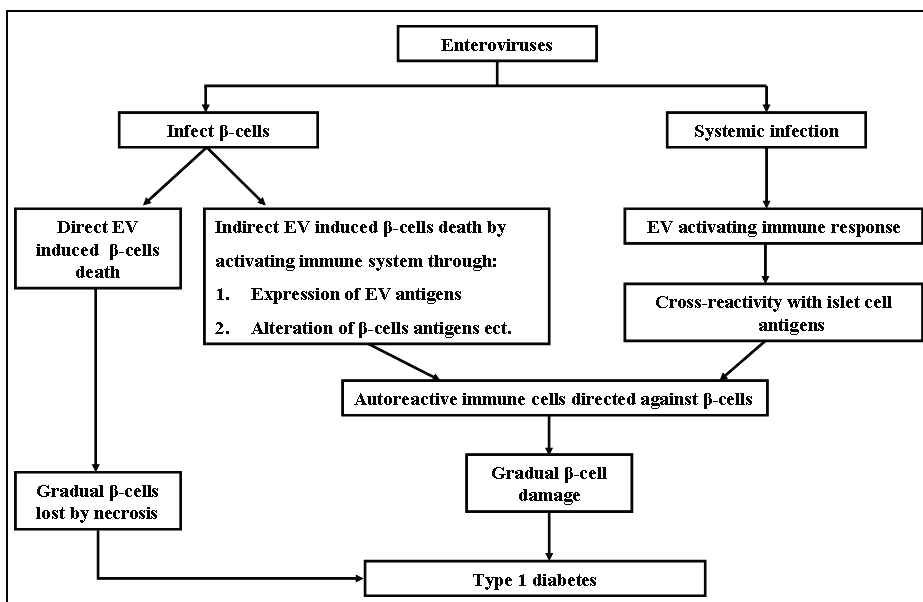 Enteroviruses
Infect β-cells
Systemic infection
Direct EV
induced β-cells
death
Indirect EV induced β-cells death by
activating immune system through:
1. Expression of EV antigens
2. Alteration of β-cells antigens ect.
EV activating immune response
Cross-reactivity with islet cell
antigens
Autoreactive immune cells directed against β-cells
Gradual β-cells
lost by necrosis
Gradual β-cell
damage
Type 1 diabetes